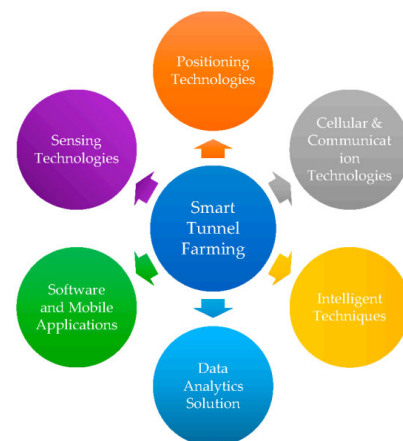 Positioning
Technologies
Sensing
Technologies
Cellular &
Communicat
ion
Technologies
Smart
Tunnel
Farming
Software
and Mobile
Applications
Intelligent
Techniques
Data
Analytics
Solution